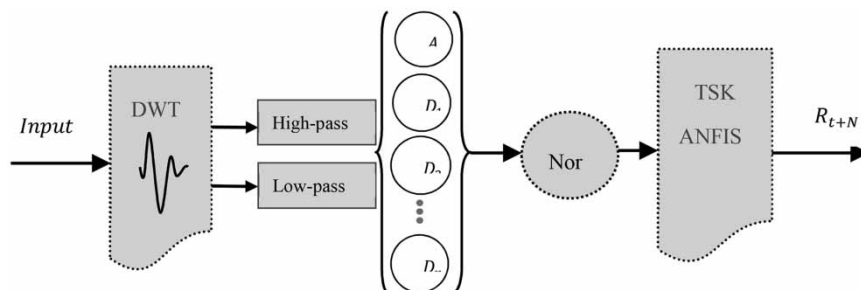 Input
DWT
High-pass
Low-pass
Nor
TSK
ANFIS
R_{t+N}